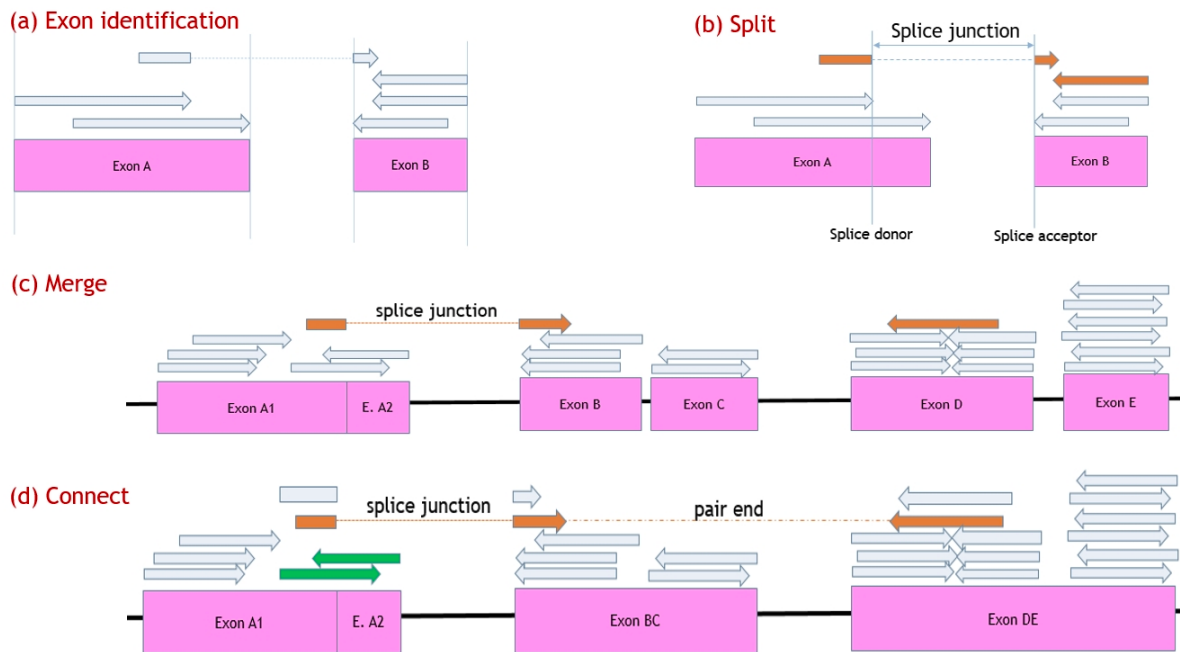 (a) Exon identification
Exon A
Exon B
(b) Split
Splice junction
Exon A
Exon B
Splice donor
Splice acceptor
(c) Merge
splice junction
Exon A1
E. A2
Exon B
Exon C
Exon D
Exon E
(d) Connect
splice junction
pair end
Exon A1
E. A2
Exon BC
Exon DE